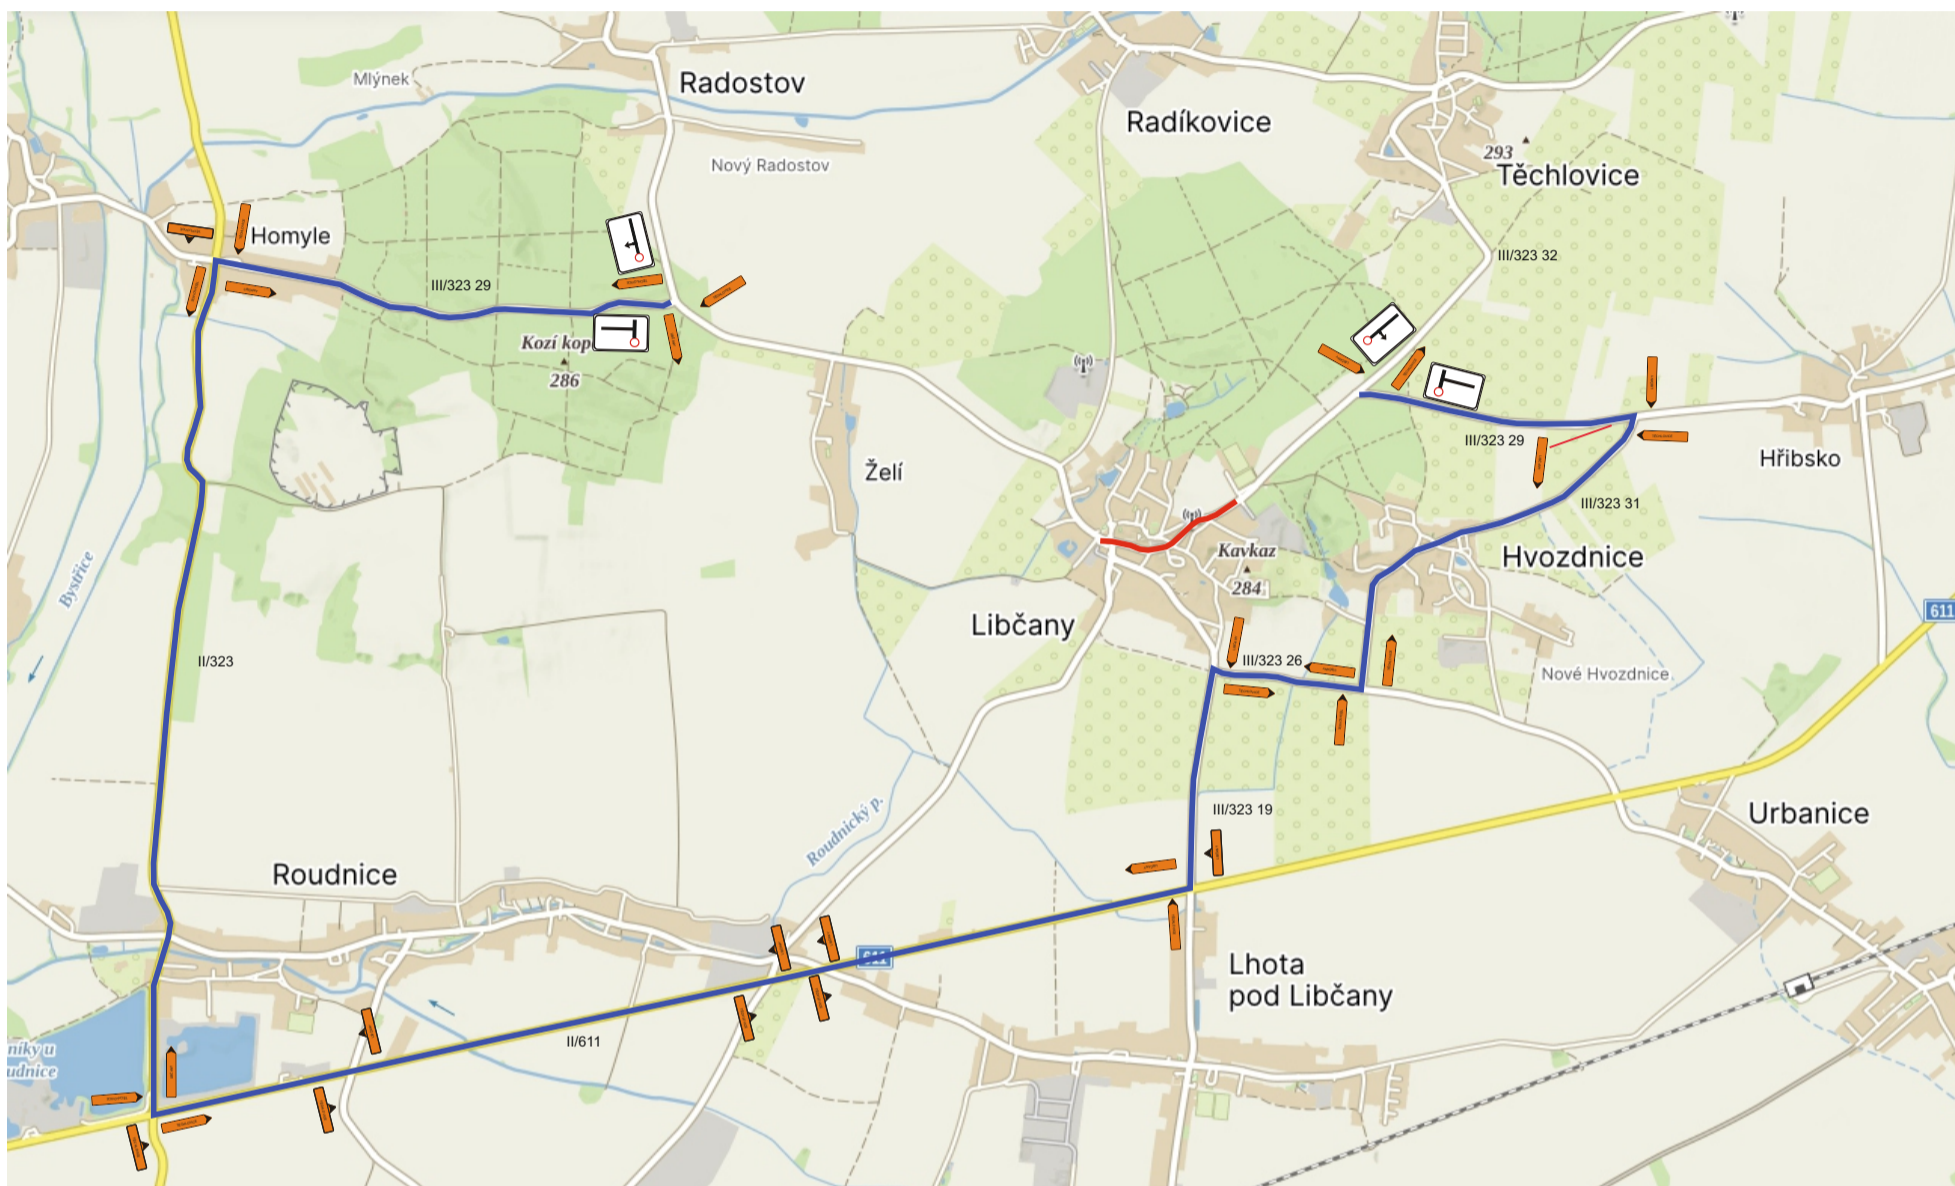 Mlýnek
Radostov
Radíkovice
293
Těchlovice
Nový Radostov
Homyle
III/323 32
III/323 29
Kozí kop
286
III/323 29
Hřibsko
Želí
III/323 31
Kavkaz
284
Hvozdnice
Bystřice
Libčany
611
II/323
III/323 26
Nové Hvozdnice
Roudnický p.
III/323 19
Urbanice
Roudnice
611
Lhota
pod Libčany
II/611
níky u
udnice